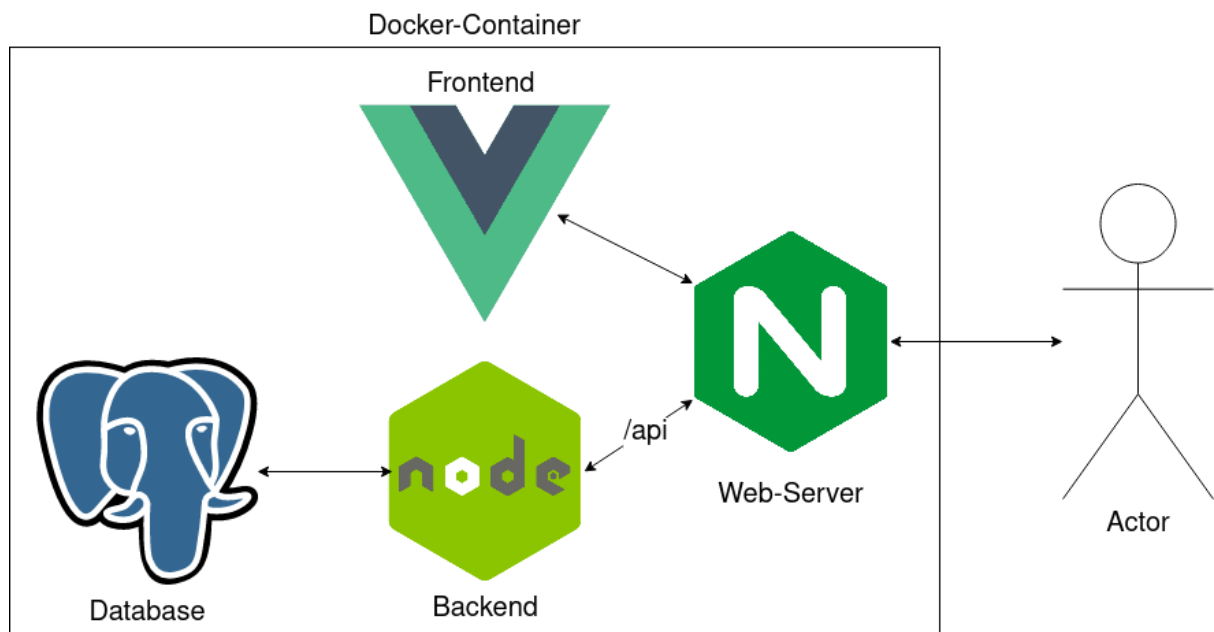 Docker-Container
Frontend
N
/api
node
Web-Server
Actor
Database
Backend